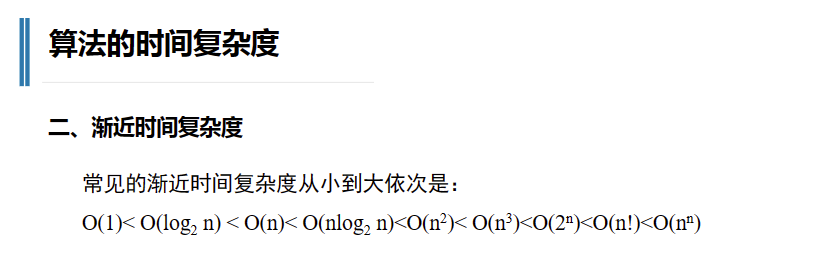 算法的时间复杂度
二、渐近时间复杂度
常见的渐近时间复杂度从小到大依次是：
O(1)< O(log₂ n) < O(n)< O(nlog₂ n)<O(n²)< O(n³)<O(2ⁿ)<O(n!)<O(nⁿ)